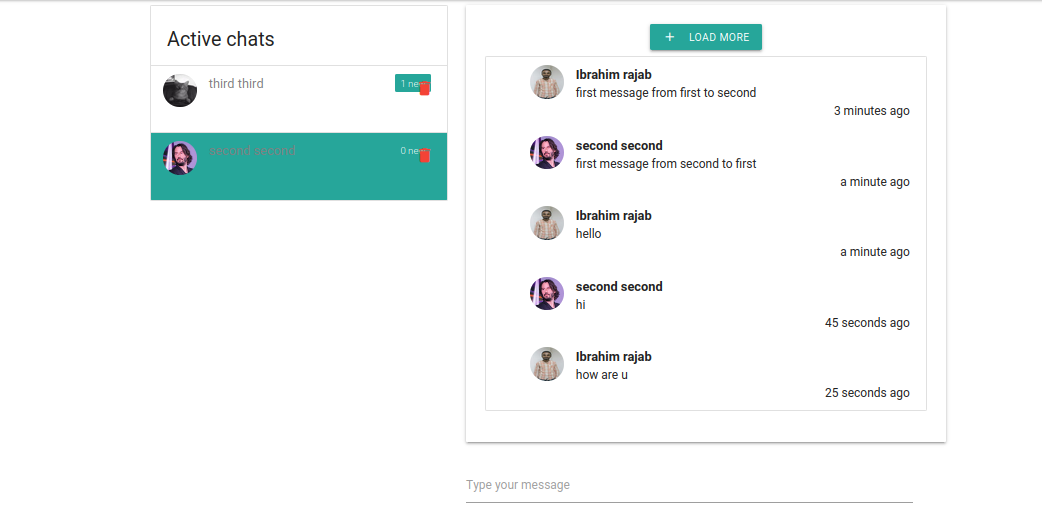 Active chats
third third
1 ne
second second
0 ne
LOAD MORE
Ibrahim rajab
first message from first to second
3 minutes ago
second second
first message from second to first
a minute ago
Ibrahim rajab
hello
a minute ago
second second
hi
45 seconds ago
Ibrahim rajab
how are u
25 seconds ago
Type your message